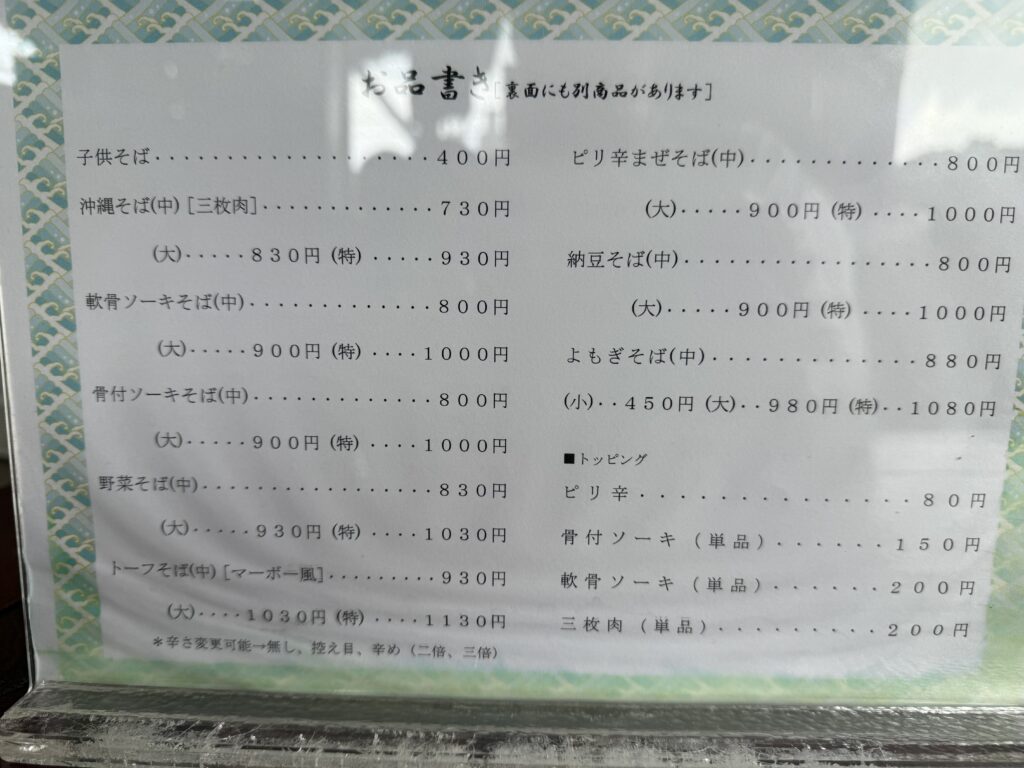 お品書き[裏面にも別商品があります]
子供そば・・・・・・・・・・・・・・・・・・・400円
沖縄そば(中)[三枚肉]・・・・・・・・・・・・・730円
(大)・・・・・830円(特)・・・・・930円
軟骨ソーキそば(中)・・・・・・・・・・・・・・800円
(大)・・・・・900円(特)・・・・1000円
骨付ソーキそば(中)・・・・・・・・・・・・・800円
(大)・・・・・900円(特)・・・・1000円
野菜そば(中)・・・・・・・・・・・・・・・・・830円
(大)・・・・・930円(特)・・・・1030円
トーフそば(中)[マーボー風]・・・・・・・・・930円
(大)・・・・1030円(特)・・・・1130円
*辛さ変更可能→無し、控え目、辛め(二倍、三倍)
ピリ辛まぜそば(中)・・・・・・・・・・・・・800円
(大)・・・・・900円(特)・・・・1000円
納豆そば(中)・・・・・・・・・・・・・・・・・800円
(大)・・・・・900円(特)・・・・1000円
よもぎそば(中)・・・・・・・・・・・・・・880円
(小)・・450円(大)・・980円(特)・・1080円
■トッピング
ピリ辛・・・・・・・・・・・・・・・80円
骨付ソーキ(単品)・・・・・・・150円
軟骨ソーキ(単品)・・・・・・200円
三枚肉(単品)・・・・・・・・・200円